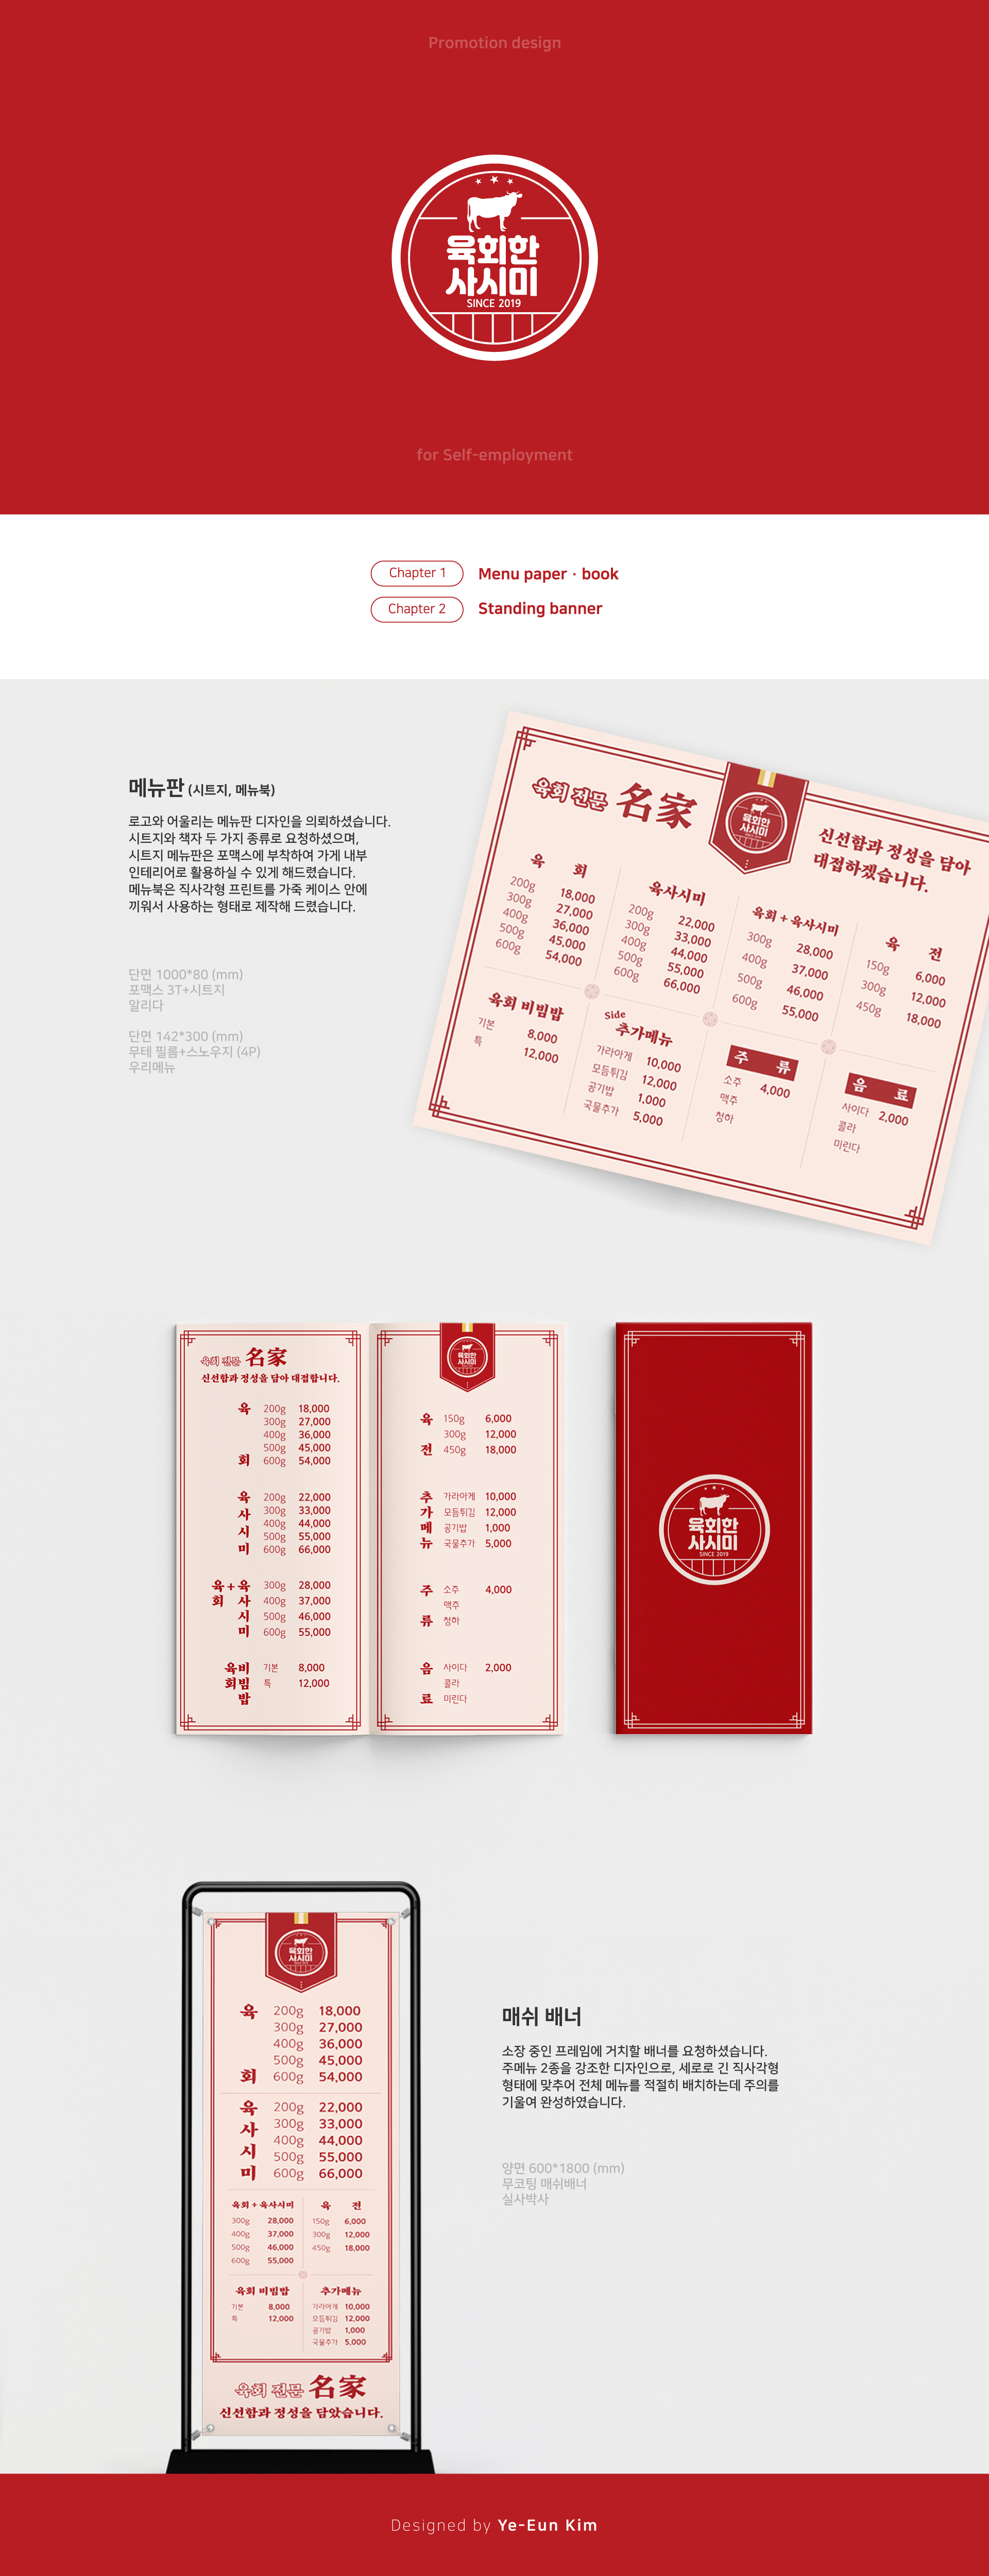 Promotion design
육회한
사시미
SINCE 2019
for Self-employment
Chapter 1 Menu paper · book
Chapter 2 Standing banner
메뉴판 (시트지, 메뉴북)
로고와 어울리는 메뉴판 디자인을 의뢰하셨습니다.
시트지와 책자 두 가지 종류로 요청하셨으며,
시트지 메뉴판은 포맥스에 부착하여 가게 내부
인테리어로 활용하실 수 있게 해드렸습니다.
메뉴북은 직사각형 프린트를 가죽 케이스 안에
끼워서 사용하는 형태로 제작해 드렸습니다.
단면 1000*80 (mm)
포맥스 3T+시트지
알리다
단면 142*300 (mm)
무테 필름+스노우지 (4P)
우리메뉴
육회 전문 名家
육회한
사시미
신선함과 정성을 담아
대접하겠습니다.
육 회
200g 18,000
300g 27,000
400g 36,000
500g 45,000
600g 54,000
육사시미
200g 22,000
300g 33,000
400g 44,000
500g 55,000
600g 66,000
육회 + 육사시미
300g 28,000
400g 37,000
500g 46,000
600g 55,000
육 전
150g 6,000
300g 12,000
450g 18,000
육회 비빔밥
기본 8,000
특 12,000
Side
추가메뉴
가라아게 10,000
모듬튀김 12,000
공기밥 1,000
국물추가 5,000
주 류
소주 4,000
맥주
청하
음 료
사이다 2,000
콜라
미린다
육회 전문 名家
신선함과 정성을 담아 대접합니다.
육 200g 18,000
300g 27,000
400g 36,000
500g 45,000
회 600g 54,000
육 200g 22,000
사 300g 33,000
400g 44,000
시 500g 55,000
미 600g 66,000
육+육 300g 28,000
회 사 400g 37,000
시 500g 46,000
미 600g 55,000
육비 기본 8,000
회빔 특 12,000
밥
육회한
사시미
육 150g 6,000
300g 12,000
전 450g 18,000
추 가라아게 10,000
가 모듬튀김 12,000
메 공기밥 1,000
뉴 국물추가 5,000
주 소주 4,000
맥주
류 청하
음 사이다 2,000
콜라
료 미린다
육회한
사시미
SINCE 2019
육회한
사시미
육 200g 18,000
300g 27,000
400g 36,000
500g 45,000
회 600g 54,000
육 200g 22,000
사 300g 33,000
400g 44,000
시 500g 55,000
미 600g 66,000
육회 + 육사시미
300g 28,000
400g 37,000
500g 46,000
600g 55,000
육 전
150g 6,000
300g 12,000
450g 18,000
육회 비빔밥
기본 8,000
특 12,000
추가메뉴
가라아게 10,000
모듬튀김 12,000
공기밥 1,000
국물추가 5,000
육회 전문 名家
신선함과 정성을 담았습니다.
매쉬 배너
소장 중인 프레임에 거치할 배너를 요청하셨습니다.
주메뉴 2종을 강조한 디자인으로, 세로로 긴 직사각형
형태에 맞추어 전체 메뉴를 적절히 배치하는데 주의를
기울여 완성하였습니다.
양면 600*1800 (mm)
무코팅 매쉬배너
실사박사
Designed by Ye-Eun Kim